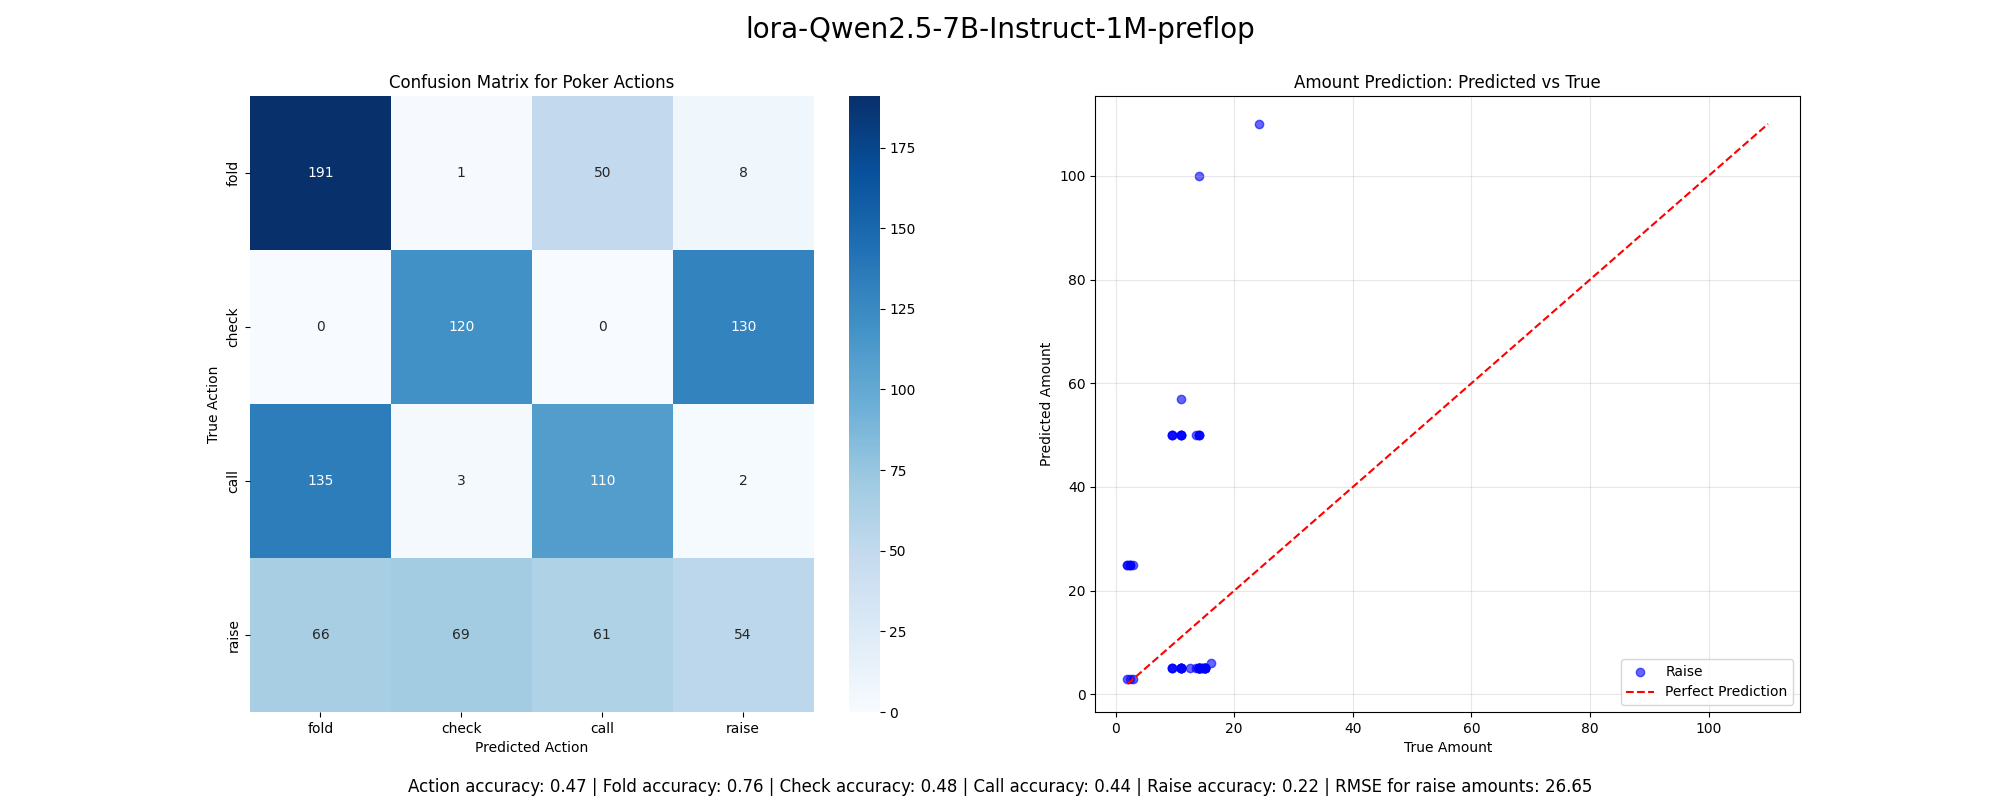 lora-Qwen2.5-7B-Instruct-1M-preflop
Confusion Matrix for Poker Actions
True Action
fold
check
call
raise
191 1 50 8
0 120 0 130
135 3 110 2
66 69 61 54
fold check call raise
Predicted Action
175
150
125
100
75
50
25
0
Amount Prediction: Predicted vs True
Predicted Amount
100
80
60
40
20
0
0 20 40 60 80 100
True Amount
Raise
Perfect Prediction
Action accuracy: 0.47 | Fold accuracy: 0.76 | Check accuracy: 0.48 | Call accuracy: 0.44 | Raise accuracy: 0.22 | RMSE for raise amounts: 26.65